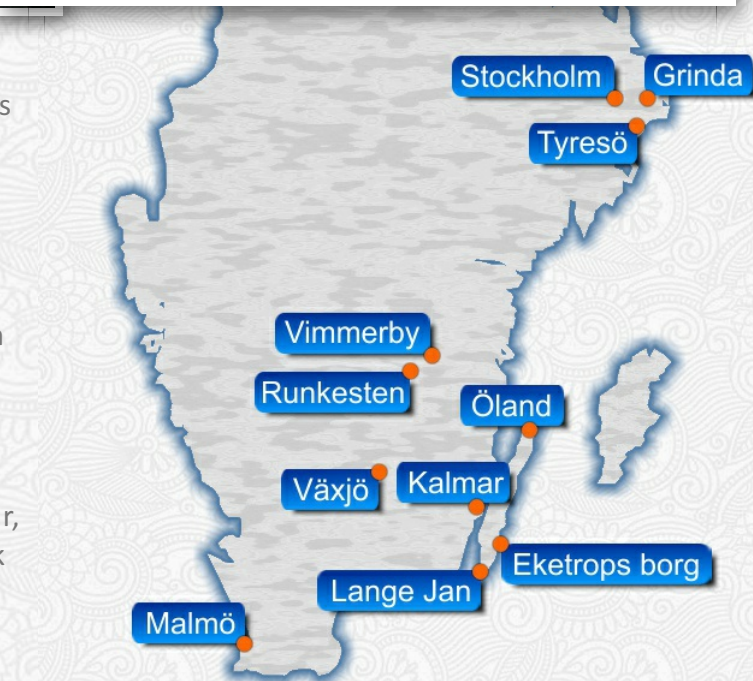 Stockholm
Grinda
s
Tyresö
Vimmerby
Runkesten
Öland
Växjö
Kalmar
r,
k
Eketrops borg
Lange Jan
Malmö